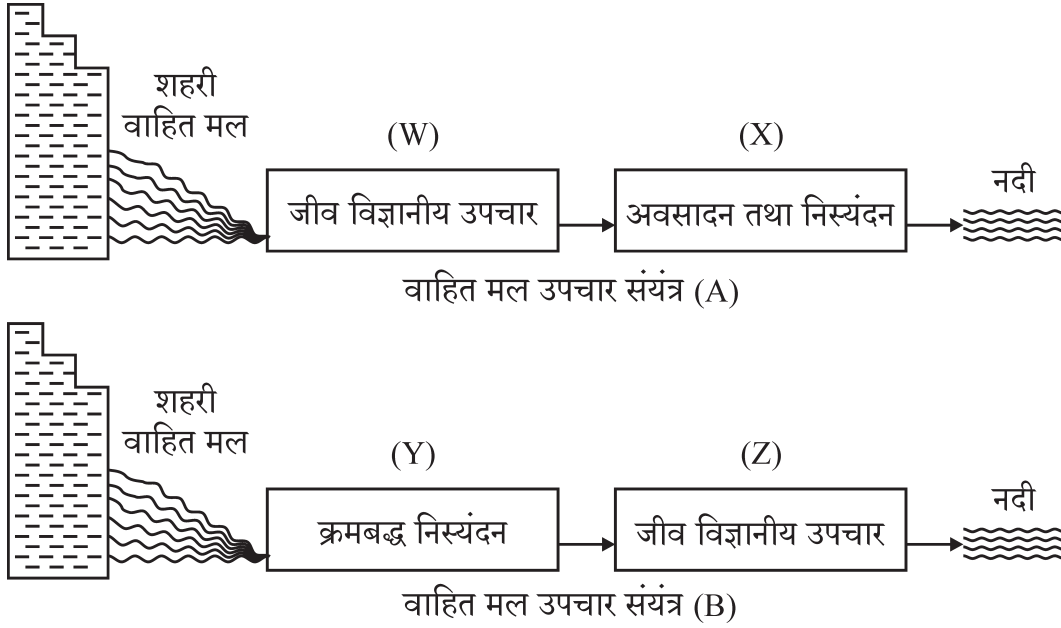 शहरी
वाहित मल
(W)
(X)
नदी
जीव विज्ञानीय उपचार
अवसादन तथा निस्यंदन
वाहित मल उपचार संयंत्र (A)
शहरी
वाहित मल
(Y)
(Z)
नदी
क्रमबद्ध निस्यंदन
जीव विज्ञानीय उपचार
वाहित मल उपचार संयंत्र (B)